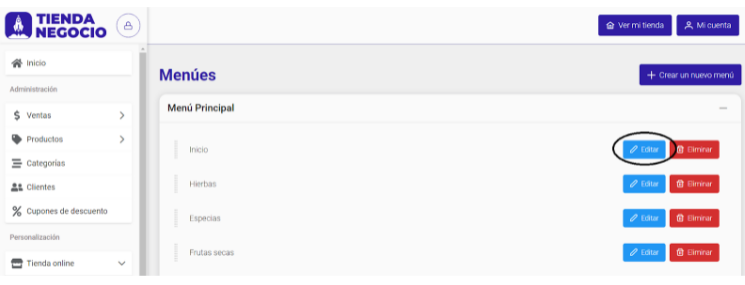 TIENDA
NEGOCIO
Ver mi tienda
Mi cuenta
Inicio
Administración
Ventas
Productos
Categorías
Clientes
Cupones de descuento
Personalización
Tienda online
Menúes
+ Crear un nuevo menú
Menú Principal
Inicio Editar Eliminar
Hierbas Editar Eliminar
Especias Editar Eliminar
Frutas secas Editar Eliminar